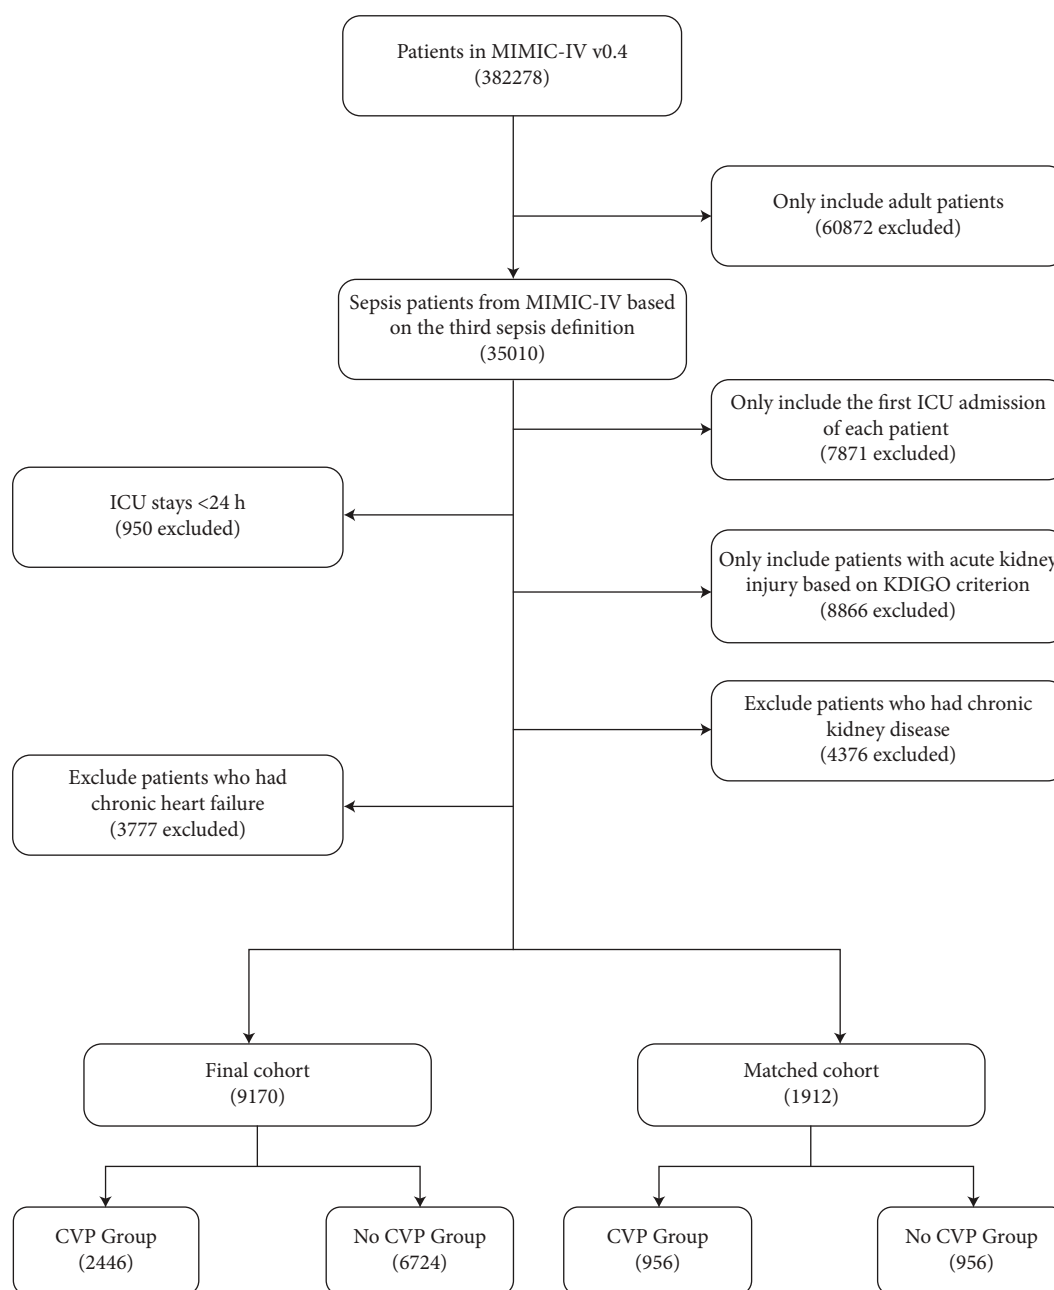 Patients in MIMIC-IV v0.4
(382278)
Only include adult patients
(60872 excluded)
Sepsis patients from MIMIC-IV based
on the third sepsis definition
(35010)
Only include the first ICU admission
of each patient
(7871 excluded)
ICU stays <24 h
(950 excluded)
Only include patients with acute kidney
injury based on KDIGO criterion
(8866 excluded)
Exclude patients who had chronic
kidney disease
(4376 excluded)
Exclude patients who had
chronic heart failure
(3777 excluded)
Final cohort
(9170)
Matched cohort
(1912)
CVP Group
(2446)
No CVP Group
(6724)
CVP Group
(956)
No CVP Group
(956)